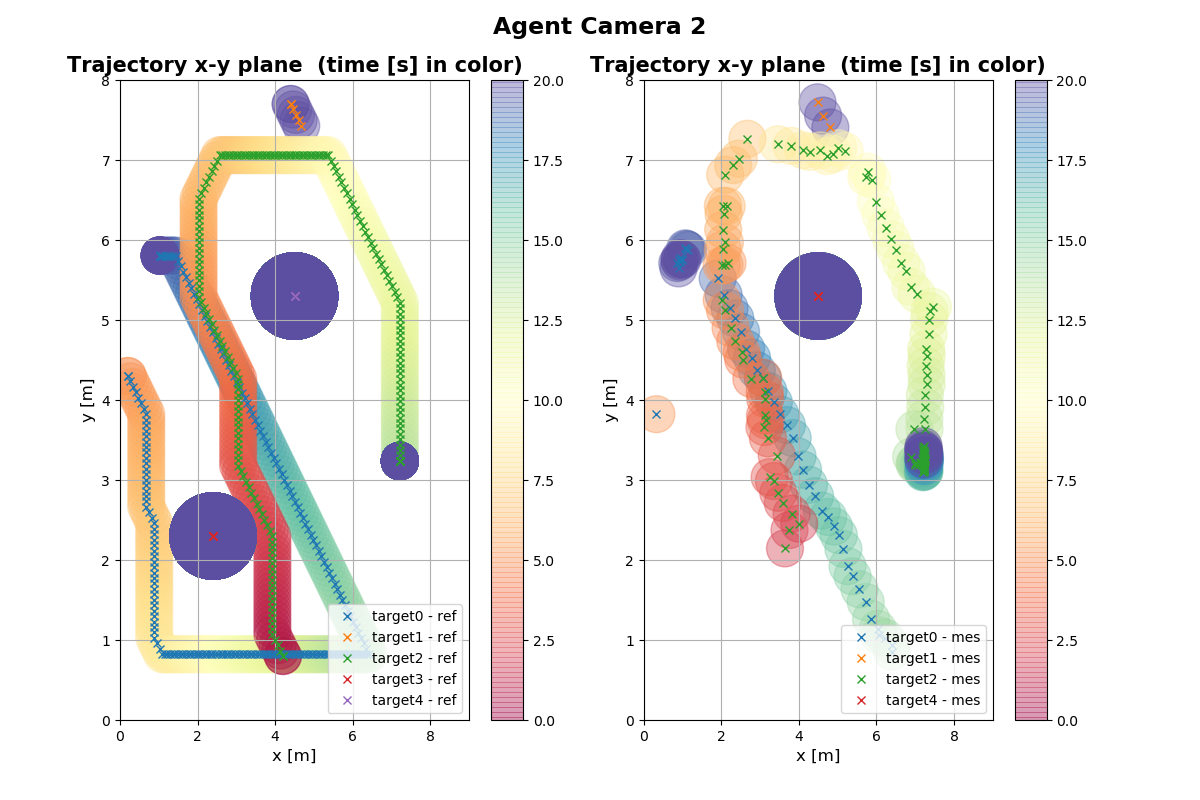 Agent Camera 2
Trajectory x-y plane  (time [s] in color)
y [m]
8
7
6
5
4
3
2
1
0
0 2 4 6 8
x [m]
target0 - ref
target1 - ref
target2 - ref
target3 - ref
target4 - ref
20.0
17.5
15.0
12.5
10.0
7.5
5.0
2.5
0.0
Trajectory x-y plane  (time [s] in color)
y [m]
8
7
6
5
4
3
2
1
0
0 2 4 6 8
x [m]
target0 - mes
target1 - mes
target2 - mes
target4 - mes
20.0
17.5
15.0
12.5
10.0
7.5
5.0
2.5
0.0